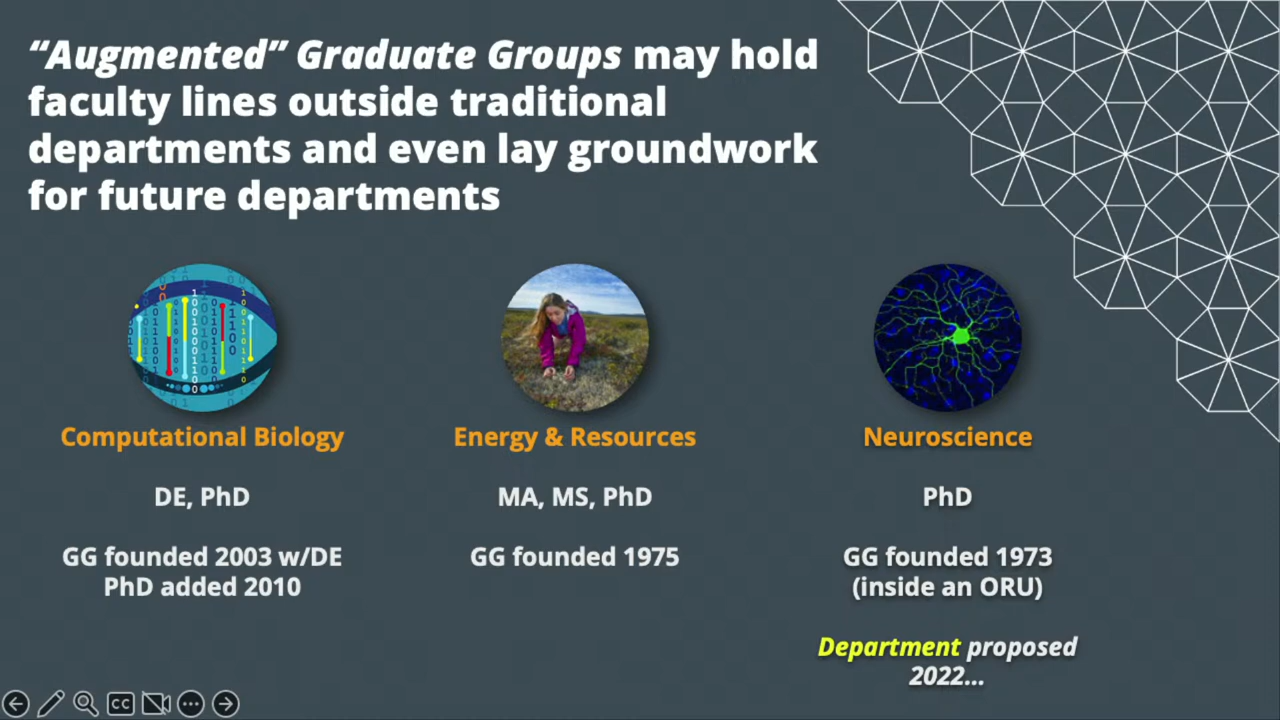 “Augmented” Graduate Groups may hold
faculty lines outside traditional
departments and even lay groundwork
for future departments
Computational Biology
DE, PhD
GG founded 2003 w/DE
PhD added 2010
Energy & Resources
MA, MS, PhD
GG founded 1975
Neuroscience
PhD
GG founded 1973
(inside an ORU)
Department proposed
2022...
CC